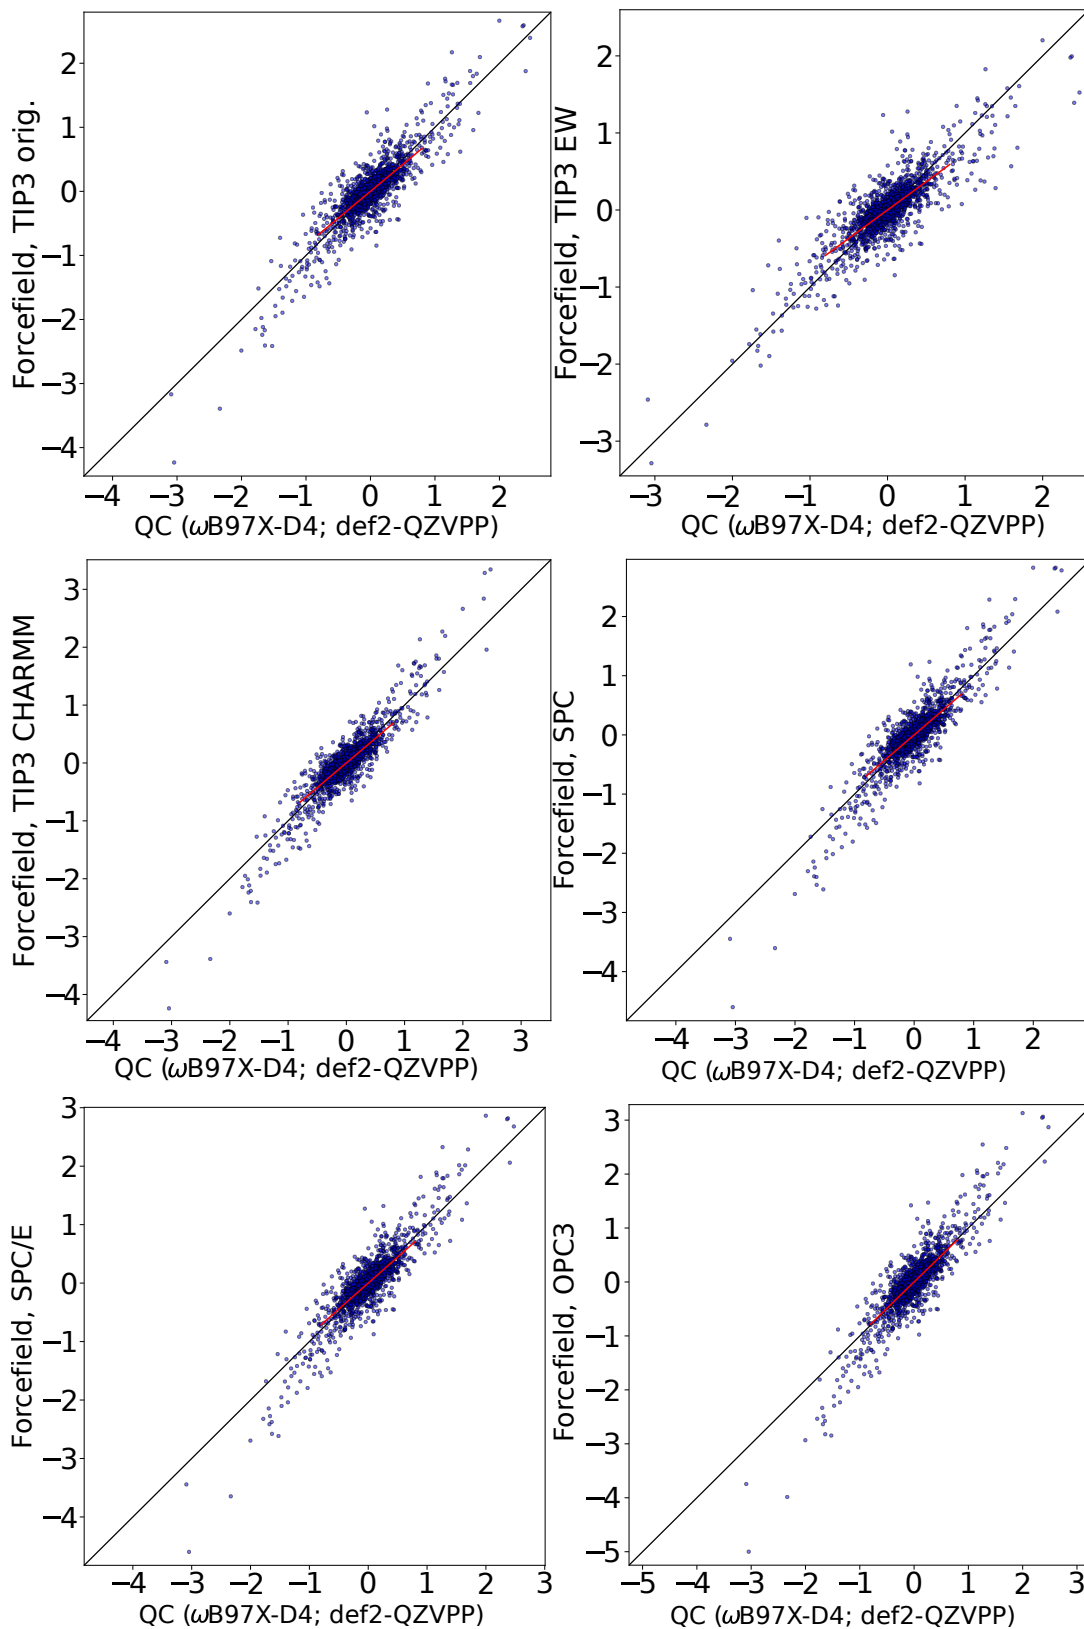 Forcefield, TIP3 orig.
2
1
0
−1
−2
−3
−4
−4 −3 −2 −1 0 1 2
QC (ωB97X-D4; def2-QZVPP)
Forcefield, TIP3 EW
2
1
0
−1
−2
−3
−3 −2 −1 0 1 2
QC (ωB97X-D4; def2-QZVPP)
Forcefield, TIP3 CHARMM
3
2
1
0
−1
−2
−3
−4
−4 −3 −2 −1 0 1 2 3
QC (ωB97X-D4; def2-QZVPP)
Forcefield, SPC
2
1
0
−1
−2
−3
−4
−4 −3 −2 −1 0 1 2
QC (ωB97X-D4; def2-QZVPP)
Forcefield, SPC/E
3
2
1
0
−1
−2
−3
−4
−4 −3 −2 −1 0 1 2 3
QC (ωB97X-D4; def2-QZVPP)
Forcefield, OPC3
3
2
1
0
−1
−2
−3
−4
−5
−5 −4 −3 −2 −1 0 1 2 3
QC (ωB97X-D4; def2-QZVPP)